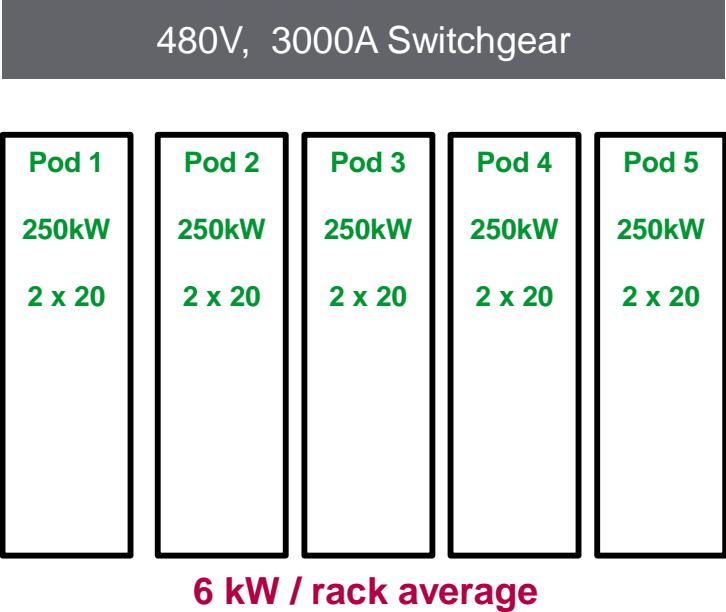 480V, 3000A Switchgear
Pod 1
250kW
2 x 20
Pod 2
250kW
2 x 20
Pod 3
250kW
2 x 20
Pod 4
250kW
2 x 20
Pod 5
250kW
2 x 20
6 kW / rack average